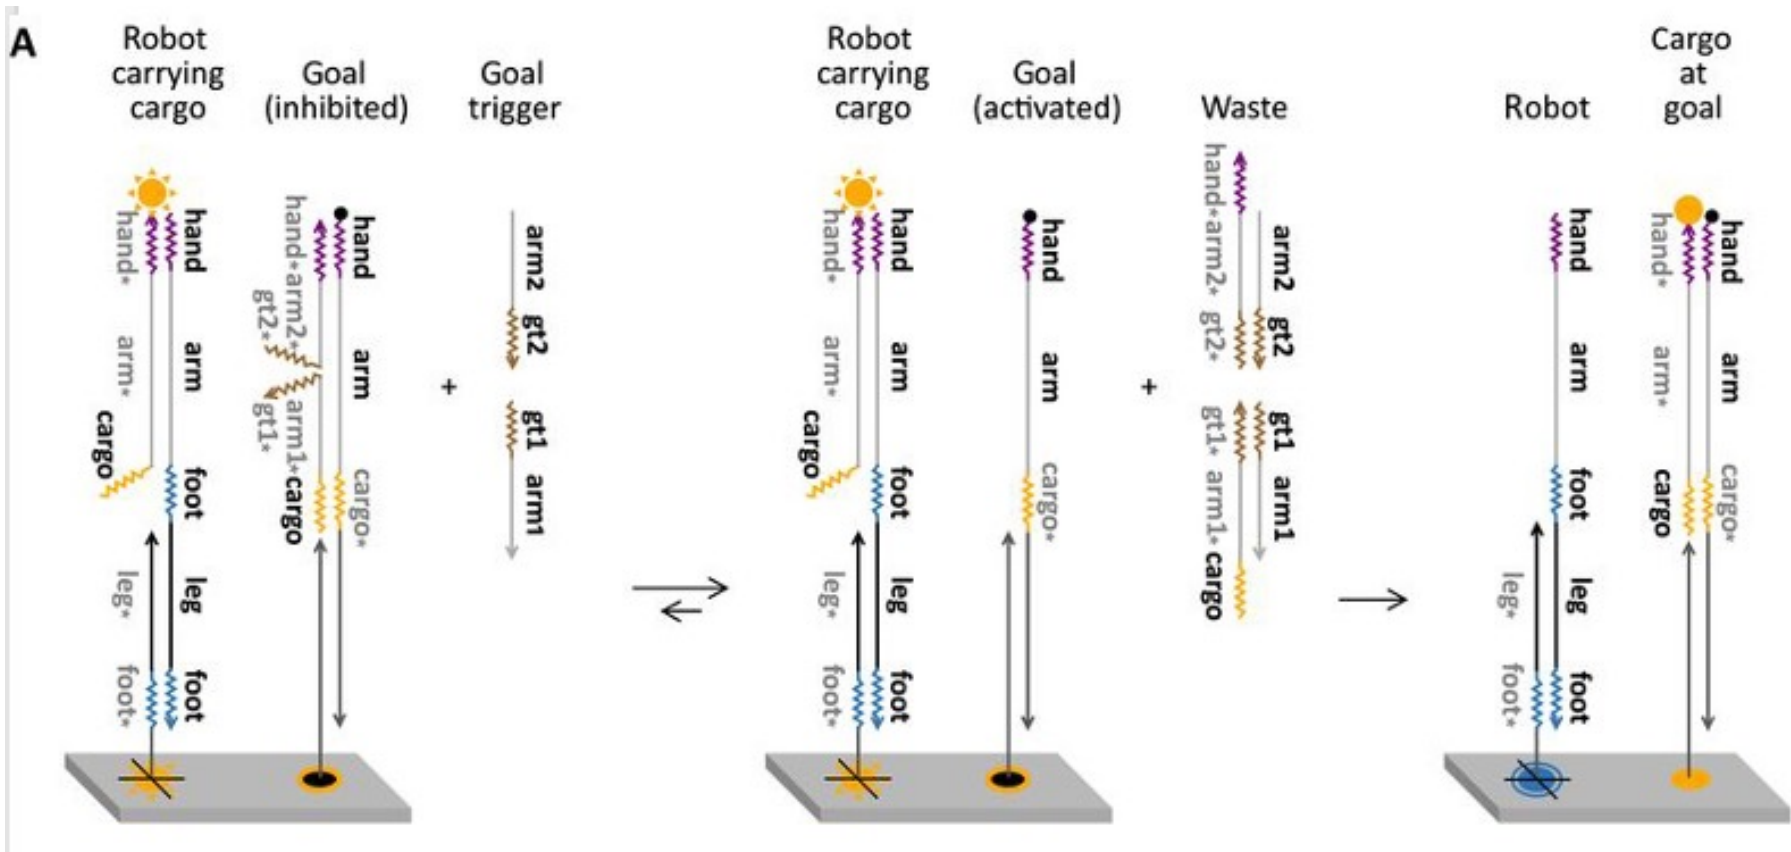 A
Robot
carrying
cargo
Goal
(inhibited)
Goal
trigger
Robot
carrying
cargo
Goal
(activated)
Waste
Robot
Cargo
at
goal
hand*
hand
arm*
arm
cargo
foot
leg*
leg
foot*
foot
hand*arm2*
hand
gt2*
arm
gt1*
arm1*cargo
cargo*
+
arm2
gt2
gt1
arm1
hand*
hand
arm*
arm
cargo
foot
leg*
leg
foot*
foot
hand
arm
cargo*
+
hand*arm2*
gt2*
arm2
gt2
gt1*
arm1*cargo
gt1
arm1
hand
arm
foot
leg*
leg
foot*
foot
hand*
hand
arm*
arm
cargo
cargo*